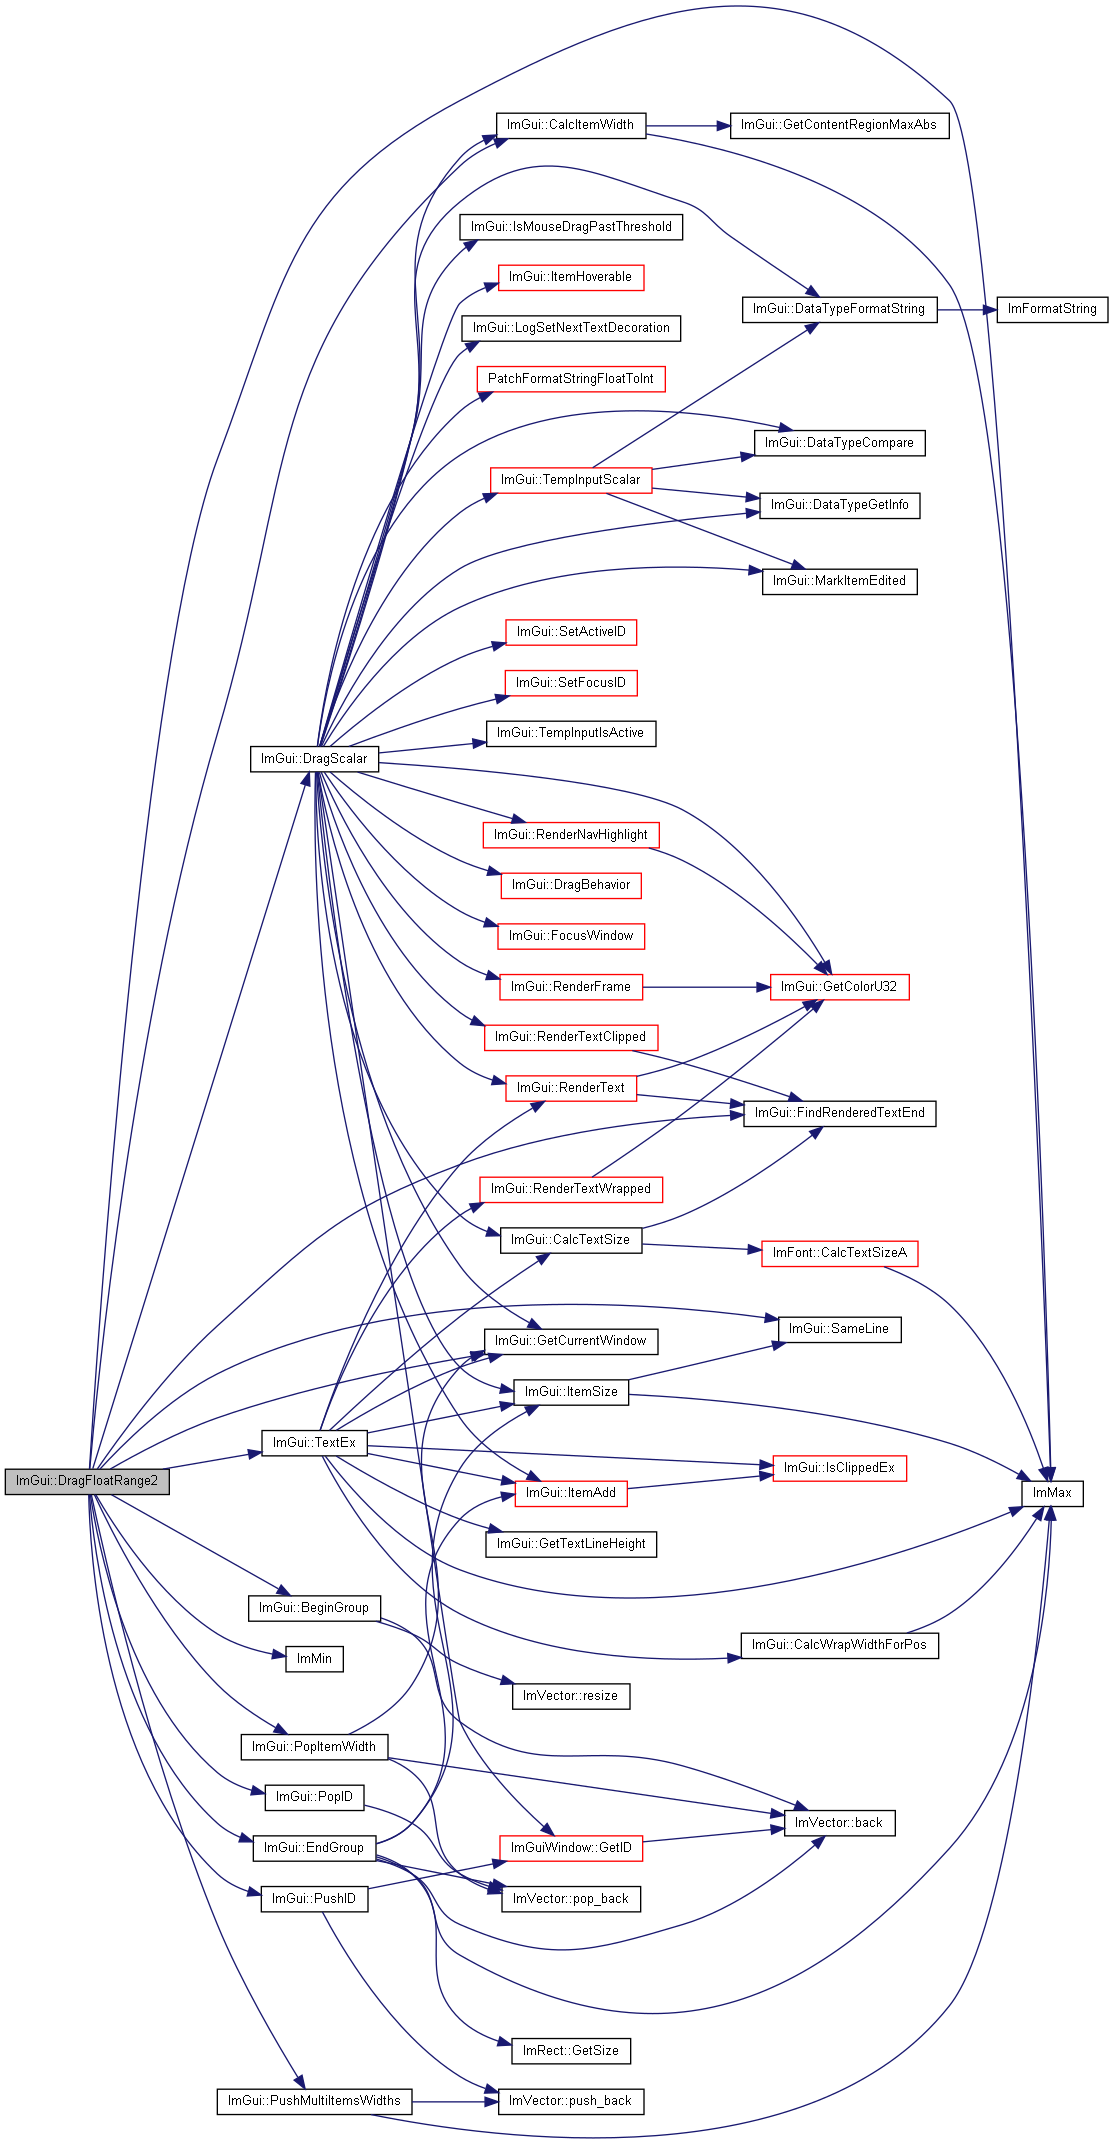 ImGui::CalcItemWidth
ImGui::GetContentRegionMaxAbs
ImGui::IsMouseDragPastThreshold
ImGui::ItemHoverable
ImGui::DataTypeFormatString
ImFormatString
ImGui::LogSetNextTextDecoration
PatchFormatStringFloatToInt
ImGui::DataTypeCompare
ImGui::TempInputScalar
ImGui::DataTypeGetInfo
ImGui::MarkItemEdited
ImGui::SetActiveID
ImGui::SetFocusID
ImGui::TempInputIsActive
ImGui::DragScalar
ImGui::RenderNavHighlight
ImGui::DragBehavior
ImGui::FocusWindow
ImGui::RenderFrame
ImGui::GetColorU32
ImGui::RenderTextClipped
ImGui::RenderText
ImGui::FindRenderedTextEnd
ImGui::RenderTextWrapped
ImGui::CalcTextSize
ImFont::CalcTextSizeA
ImGui::SameLine
ImGui::GetCurrentWindow
ImGui::ItemSize
ImGui::TextEx
ImGui::IsClippedEx
ImGui::DragFloatRange2
ImGui::ItemAdd
ImMax
ImGui::GetTextLineHeight
ImGui::BeginGroup
ImGui::CalcWrapWidthForPos
ImMin
ImVector::resize
ImGui::PopItemWidth
ImGui::PopID
ImVector::back
ImGui::EndGroup
ImGuiWindow::GetID
ImGui::PushID
ImVector::pop_back
ImRect::GetSize
ImGui::PushMultiItemsWidths
ImVector::push_back